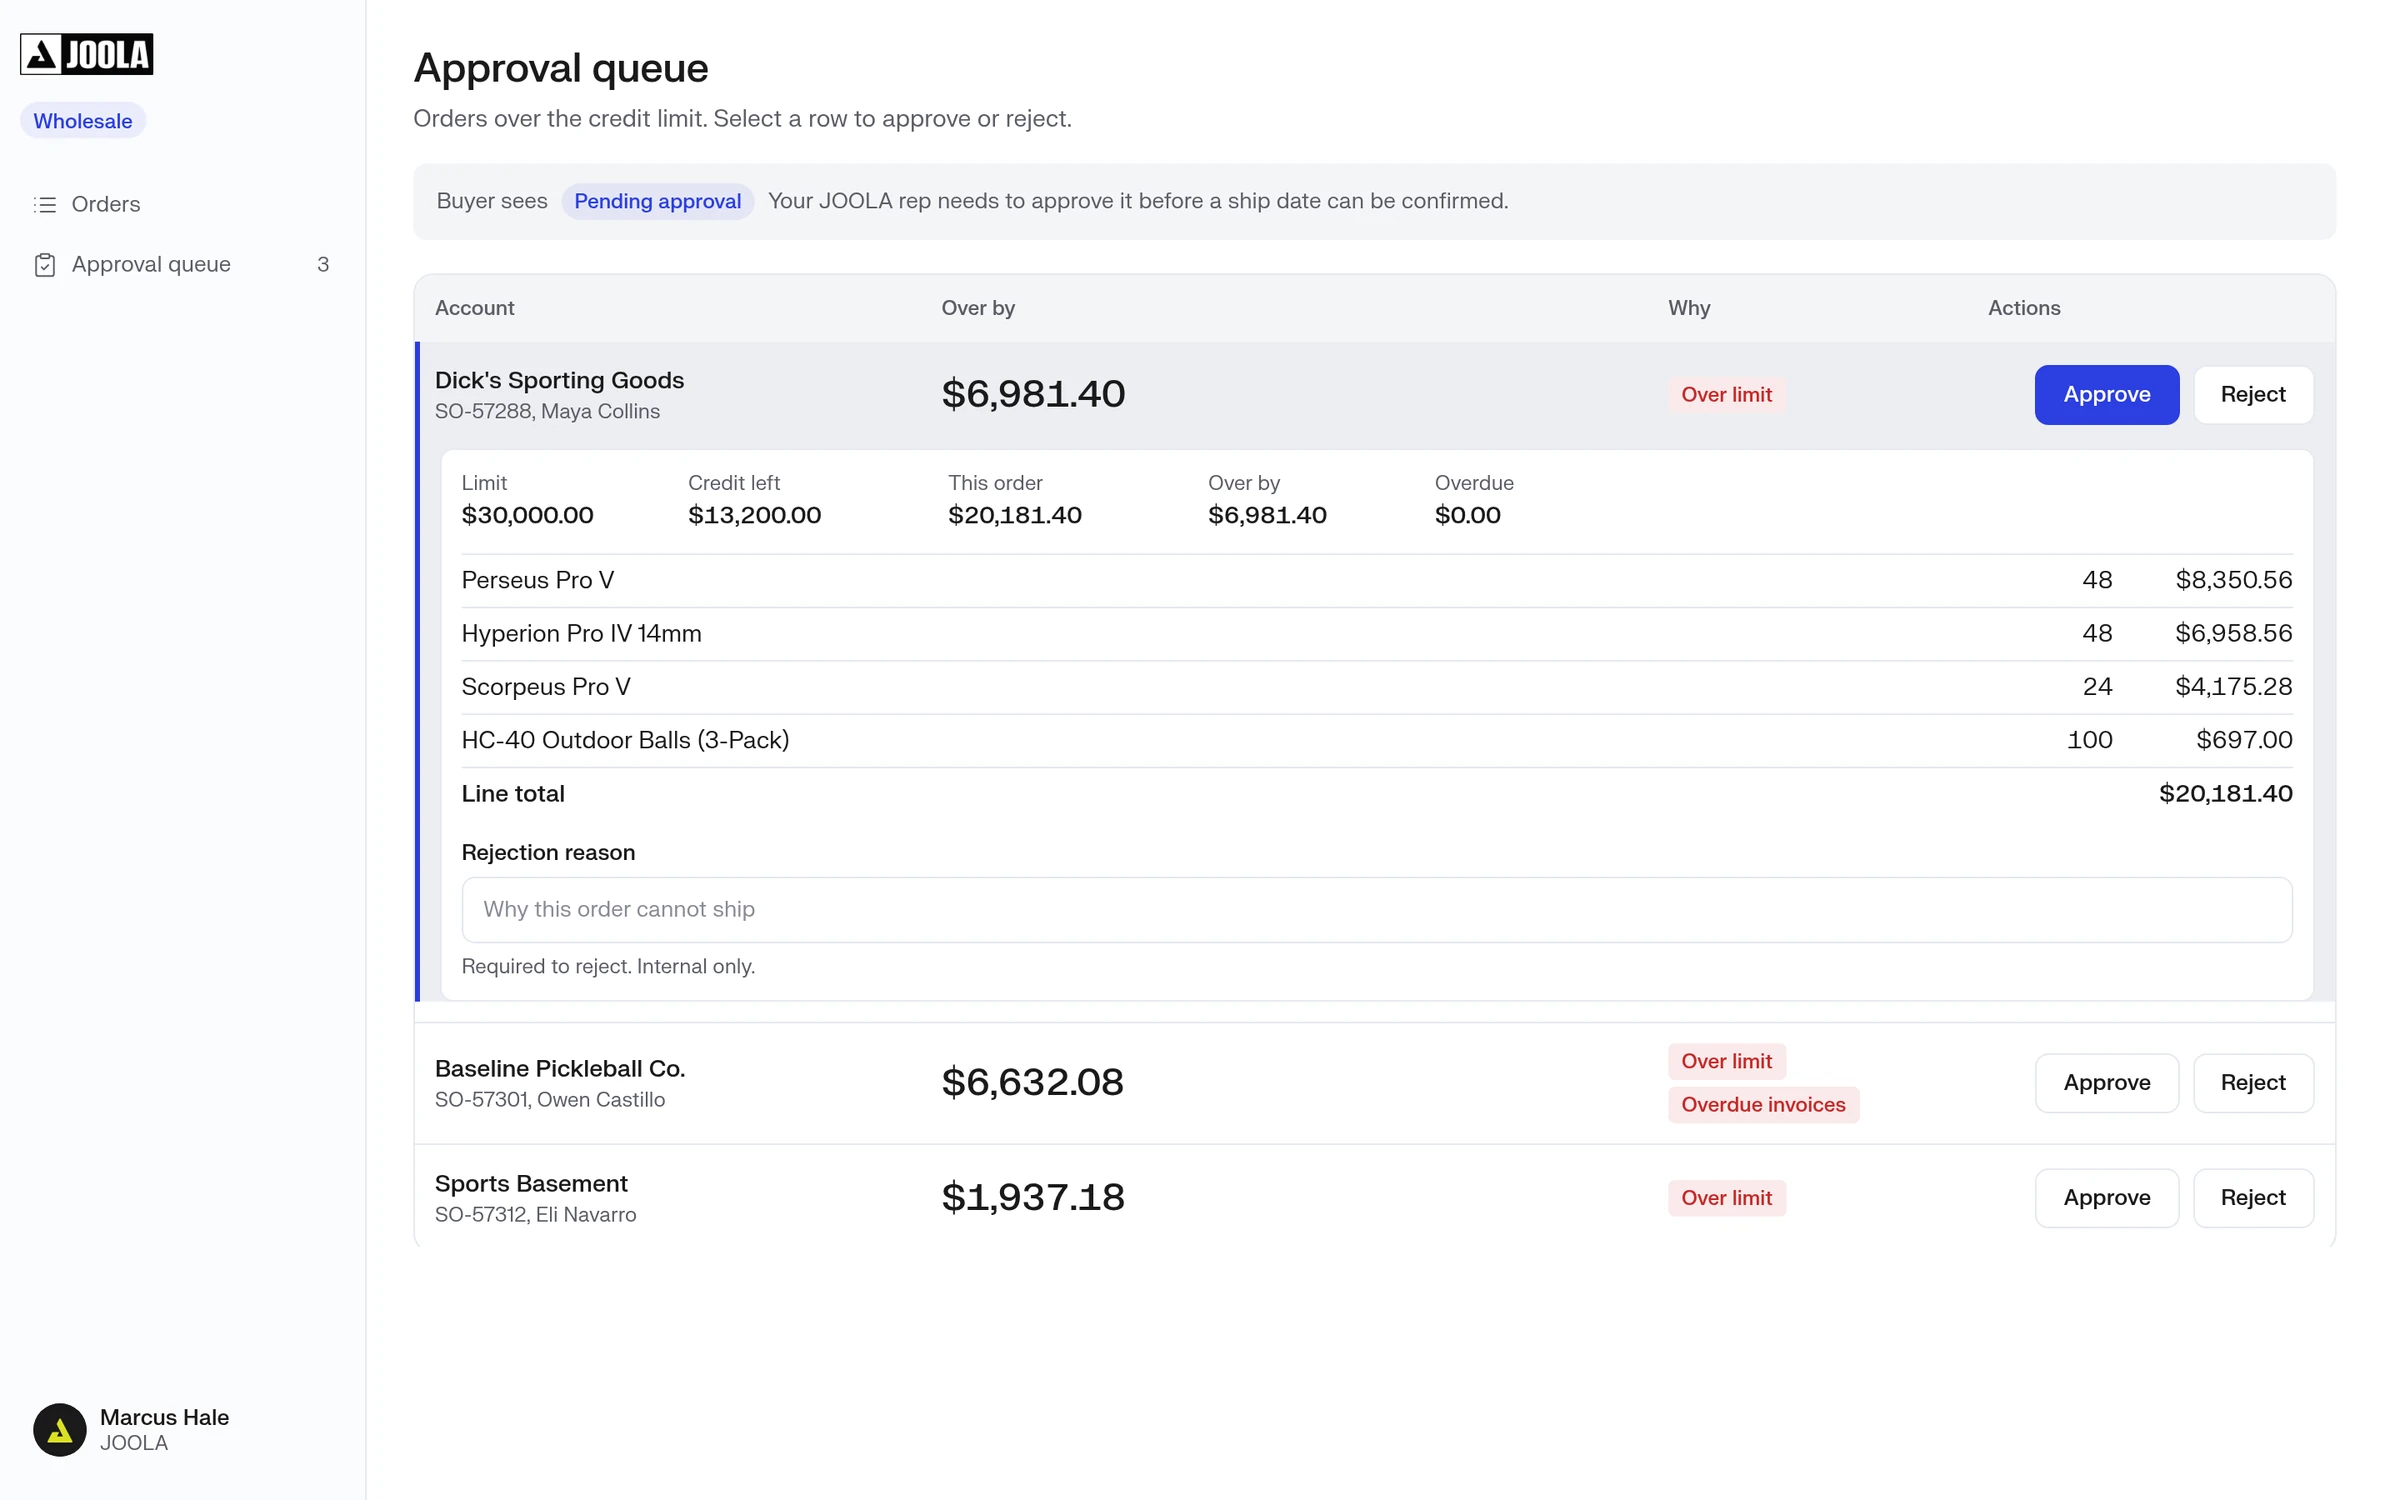 JOOLA
Wholesale
Orders
Approval queue 3
Marcus Hale
JOOLA
Approval queue
Orders over the credit limit. Select a row to approve or reject.
Buyer sees Pending approval Your JOOLA rep needs to approve it before a ship date can be confirmed.
Account Over by Why Actions
Dick's Sporting Goods
SO-57288, Maya Collins
$6,981.40
Over limit
Approve Reject
Limit Credit left This order Over by Overdue
$30,000.00 $13,200.00 $20,181.40 $6,981.40 $0.00
Perseus Pro V 48 $8,350.56
Hyperion Pro IV 14mm 48 $6,958.56
Scorpeus Pro V 24 $4,175.28
HC-40 Outdoor Balls (3-Pack) 100 $697.00
Line total $20,181.40
Rejection reason
Why this order cannot ship
Required to reject. Internal only.
Baseline Pickleball Co.
SO-57301, Owen Castillo
$6,632.08
Over limit
Overdue invoices
Approve Reject
Sports Basement
SO-57312, Eli Navarro
$1,937.18
Over limit
Approve Reject